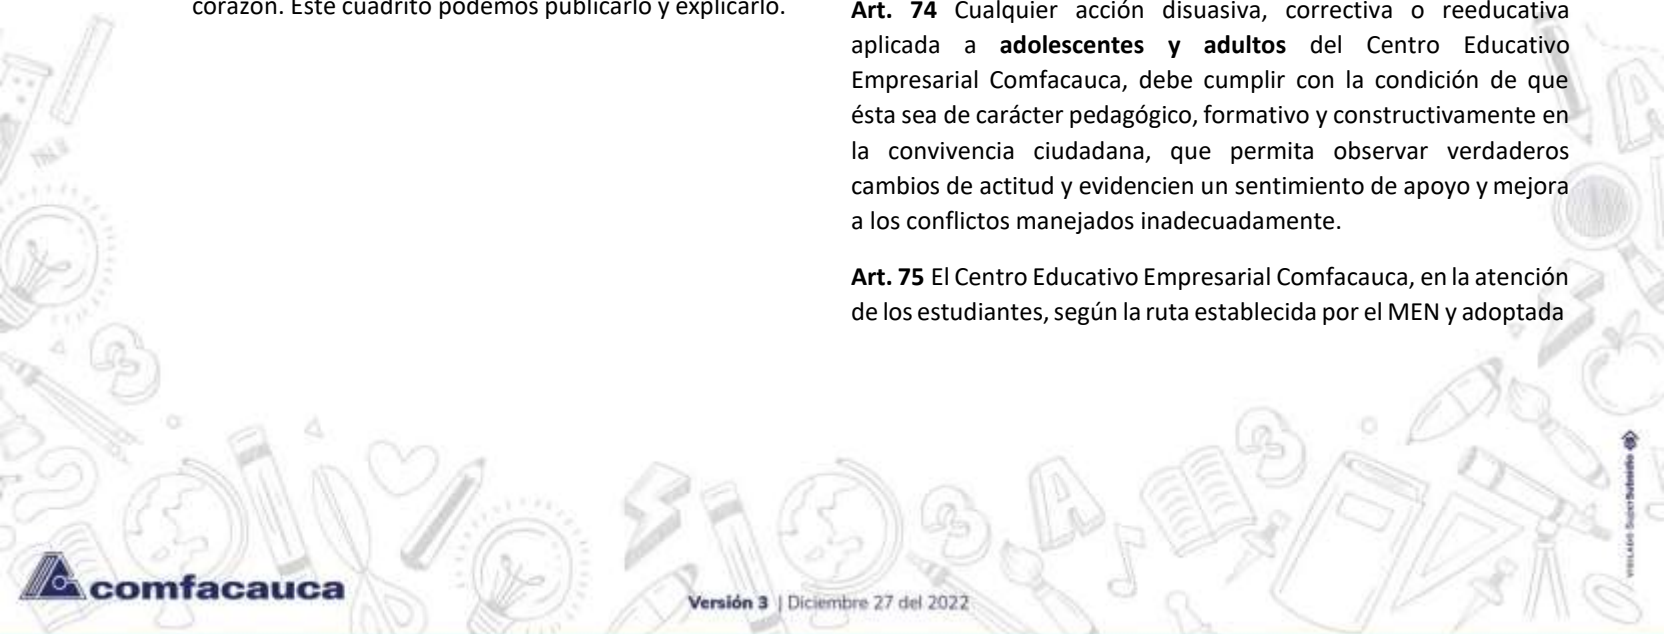 corazón. Este cuadrito podemos publicarlo y explicarlo.
Art. 74 Cualquier acción disuasiva, correctiva o reeducativa
aplicada a adolescentes y adultos del Centro Educativo
Empresarial Comfacauca, debe cumplir con la condición de que
ésta sea de carácter pedagógico, formativo y constructivamente en
la convivencia ciudadana, que permita observar verdaderos
cambios de actitud y evidencien un sentimiento de apoyo y mejora
a los conflictos manejados inadecuadamente.
Art. 75 El Centro Educativo Empresarial Comfacauca, en la atención
de los estudiantes, según la ruta establecida por el MEN y adoptada
VIGILADO SuperSubsidio
comfacauca
Versión 3 | Diciembre 27 del 2022